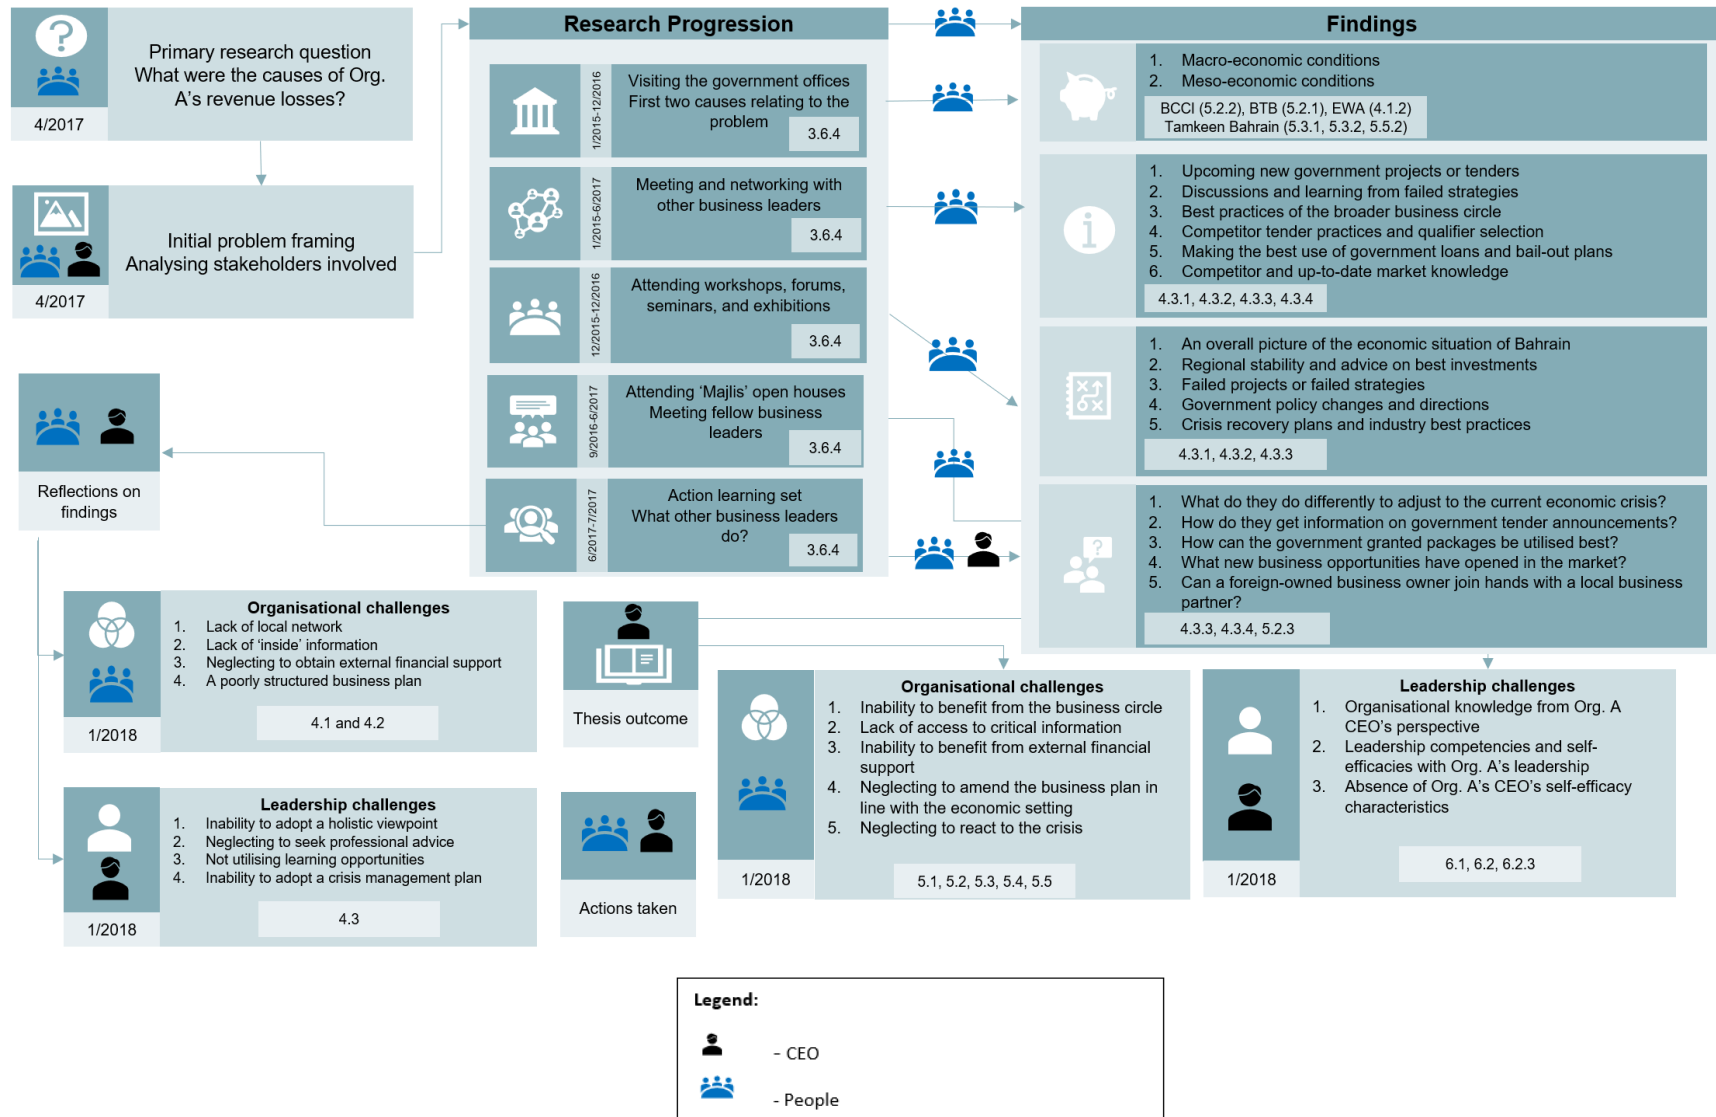 Primary research question
What were the causes of Org.
A's revenue losses?
4/2017
Initial problem framing
Analysing stakeholders involved
4/2017
Research Progression
1/2015-12/2016
Visiting the government offices
First two causes relating to the
problem
3.6.4
1/2015-6/2017
Meeting and networking with
other business leaders
3.6.4
12/2015-12/2016
Attending workshops, forums,
seminars, and exhibitions
3.6.4
9/2016-6/2017
Attending ‘Majlis’ open houses
Meeting fellow business
leaders
3.6.4
6/2017-7/2017
Action learning set
What other business leaders
do?
3.6.4
Findings
1. Macro-economic conditions
2. Meso-economic conditions
BCCI (5.2.2), BTB (5.2.1), EWA (4.1.2)
Tamkeen Bahrain (5.3.1, 5.3.2, 5.5.2)
1. Upcoming new government projects or tenders
2. Discussions and learning from failed strategies
3. Best practices of the broader business circle
4. Competitor tender practices and qualifier selection
5. Making the best use of government loans and bail-out plans
6. Competitor and up-to-date market knowledge
4.3.1, 4.3.2, 4.3.3, 4.3.4
1. An overall picture of the economic situation of Bahrain
2. Regional stability and advice on best investments
3. Failed projects or failed strategies
4. Government policy changes and directions
5. Crisis recovery plans and industry best practices
4.3.1, 4.3.2, 4.3.3
1. What do they do differently to adjust to the current economic crisis?
2. How do they get information on government tender announcements?
3. How can the government granted packages be utilised best?
4. What new business opportunities have opened in the market?
5. Can a foreign-owned business owner join hands with a local business
partner?
4.3.3, 4.3.4, 5.2.3
Reflections on
findings
Organisational challenges
1. Lack of local network
2. Lack of ‘inside’ information
3. Neglecting to obtain external financial support
4. A poorly structured business plan
4.1 and 4.2
1/2018
Leadership challenges
1. Inability to adopt a holistic viewpoint
2. Neglecting to seek professional advice
3. Not utilising learning opportunities
4. Inability to adopt a crisis management plan
4.3
1/2018
Thesis outcome
Actions taken
Organisational challenges
1. Inability to benefit from the business circle
2. Lack of access to critical information
3. Inability to benefit from external financial
support
4. Neglecting to amend the business plan in
line with the economic setting
5. Neglecting to react to the crisis
5.1, 5.2, 5.3, 5.4, 5.5
1/2018
Leadership challenges
1. Organisational knowledge from Org. A
CEO's perspective
2. Leadership competencies and self-
efficacies with Org. A's leadership
3. Absence of Org. A's CEO's self-efficacy
characteristics
6.1, 6.2, 6.2.3
1/2018
Legend:
- CEO
- People